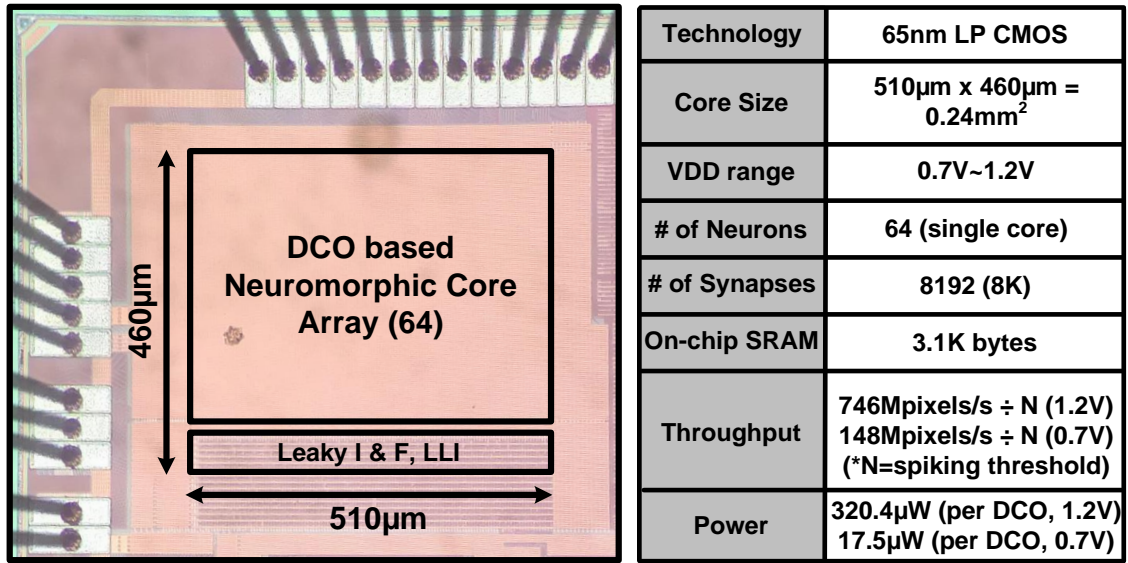 DCO based
Neuromorphic Core
Array (64)
460µm
Leaky I & F, LLI
510µm
Technology
65nm LP CMOS
Core Size
510µm x 460µm =
0.24mm²
VDD range
0.7V~1.2V
# of Neurons
64 (single core)
# of Synapses
8192 (8K)
On-chip SRAM
3.1K bytes
Throughput
746Mpixels/s ÷ N (1.2V)
148Mpixels/s ÷ N (0.7V)
(*N=spiking threshold)
Power
320.4µW (per DCO, 1.2V)
17.5µW (per DCO, 0.7V)